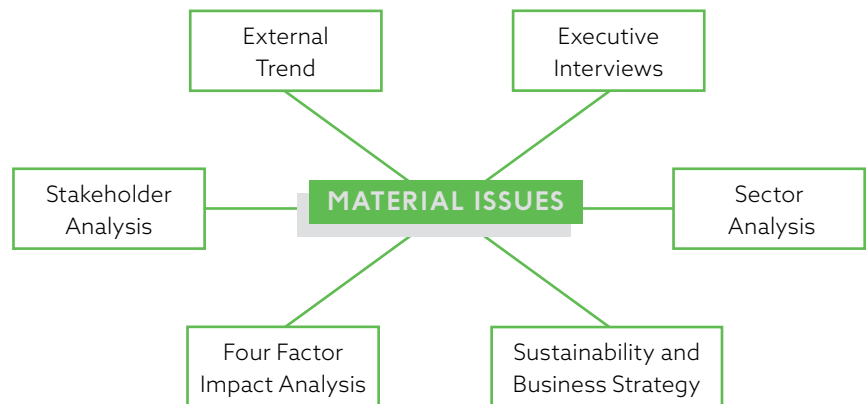 External
Trend
Executive
Interviews
Stakeholder
Analysis
MATERIAL ISSUES
Sector
Analysis
Four Factor
Impact Analysis
Sustainability and
Business Strategy